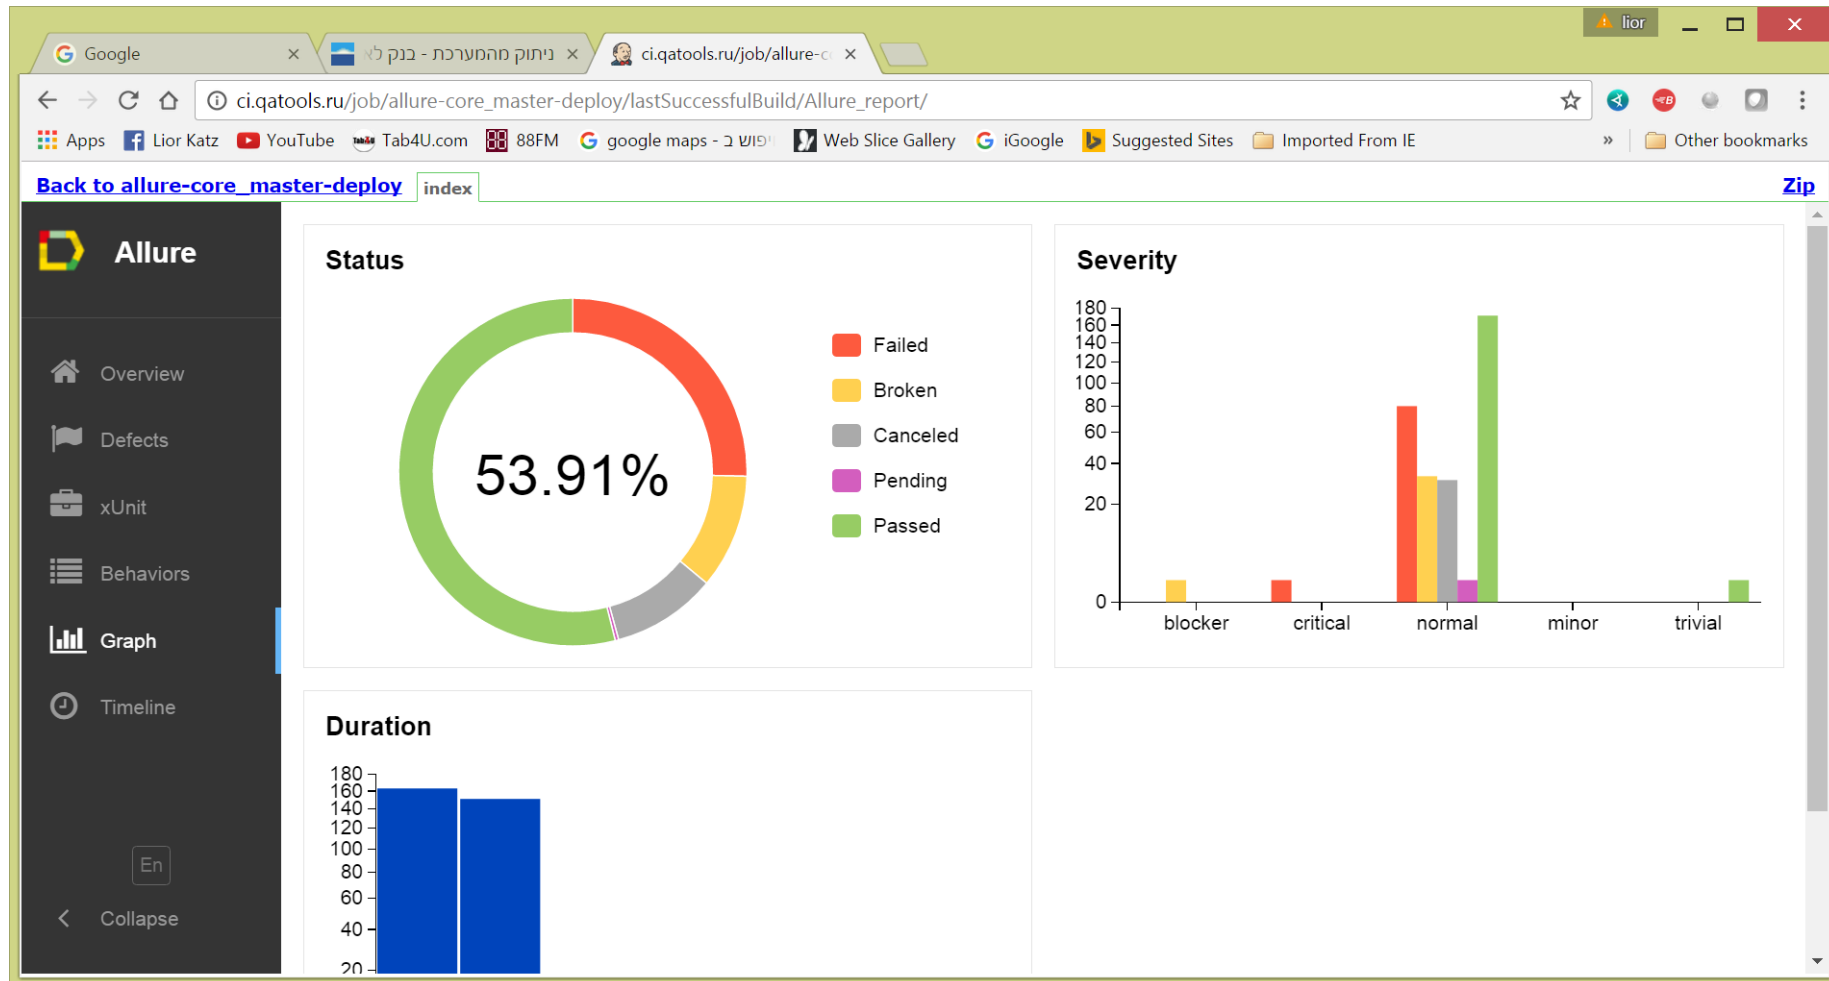 lior
Google
ניתוק מהמערכת - בנק לא
ci.qatools.ru/job/allure-c
ci.qatools.ru/job/allure-core_master-deploy/lastSuccessfulBuild/Allure_report/
Apps Lior Katz YouTube Tab4U.com 88FM google maps - חיפוש ב Web Slice Gallery iGoogle Suggested Sites Imported From IE » Other bookmarks
Back to allure-core_master-deploy index Zip
Allure
Overview
Defects
xUnit
Behaviors
Graph
Timeline
En
Collapse
Status
53.91%
Failed
Broken
Canceled
Pending
Passed
Severity
180
160
140
120
100
80
60
40
20
0
blocker critical normal minor trivial
Duration
180
160
140
120
100
80
60
40
20